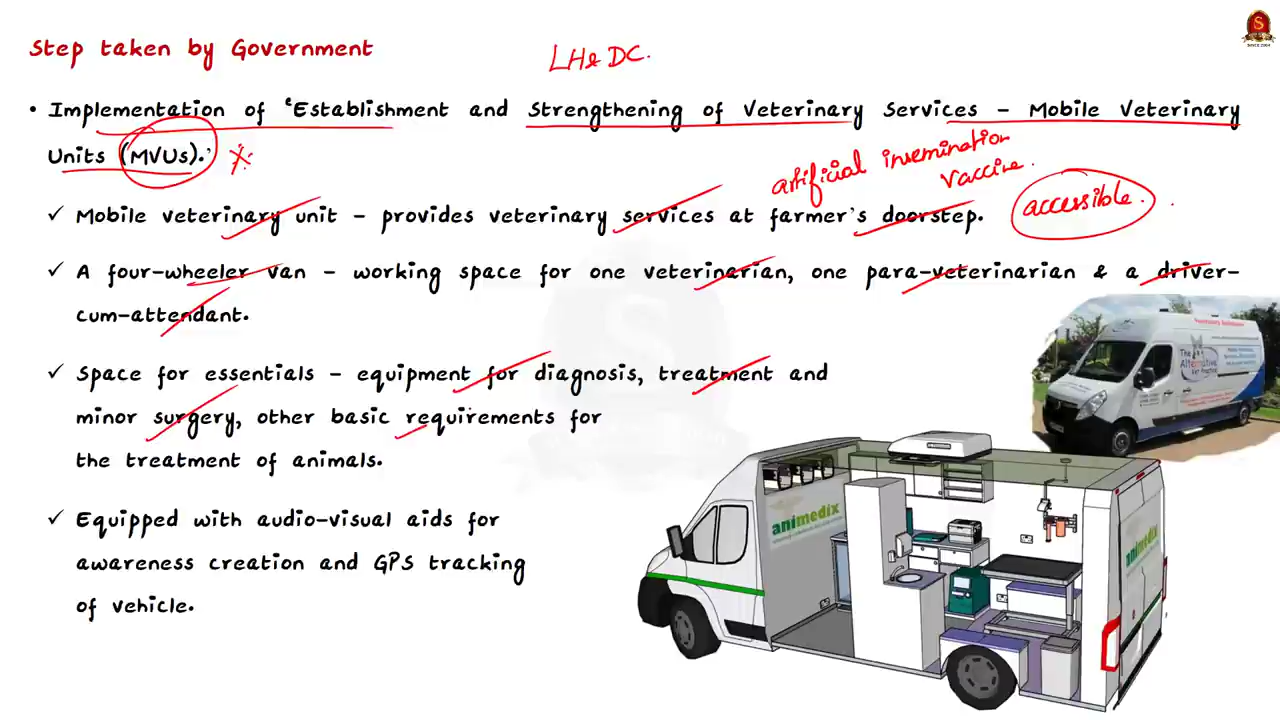 Step taken by Government
LH & DC.
• Implementation of ‘Establishment and Strengthening of Veterinary Services – Mobile Veterinary
Units (MVUs).’
artificial insemination
vaccine.
✓ Mobile veterinary unit – provides veterinary services at farmer's doorstep.
accessible.
✓ A four-wheeler van – working space for one veterinarian, one para-veterinarian & a driver-
cum-attendant.
✓ Space for essentials – equipment for diagnosis, treatment and
minor surgery, other basic requirements for
the treatment of animals.
✓ Equipped with audio-visual aids for
awareness creation and GPS tracking
of vehicle.
The Alternative
Vet Practice
animedix
animedix
S